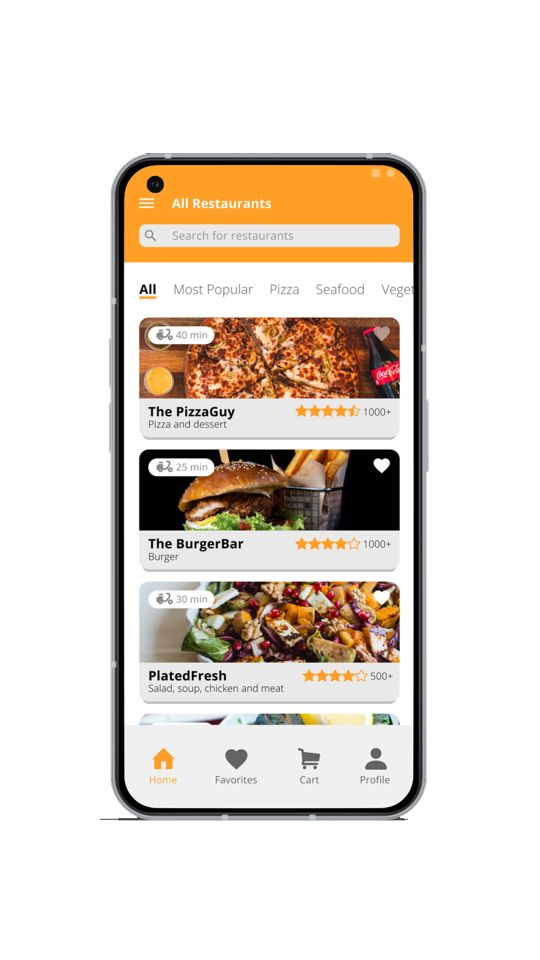 All Restaurants
Search for restaurants
All Most Popular Pizza Seafood Veget
40 min
Coca-Cola
The PizzaGuy 1000+
Pizza and dessert
25 min
The BurgerBar 1000+
Burger
30 min
PlatedFresh 500+
Salad, soup, chicken and meat
Home Favorites Cart Profile